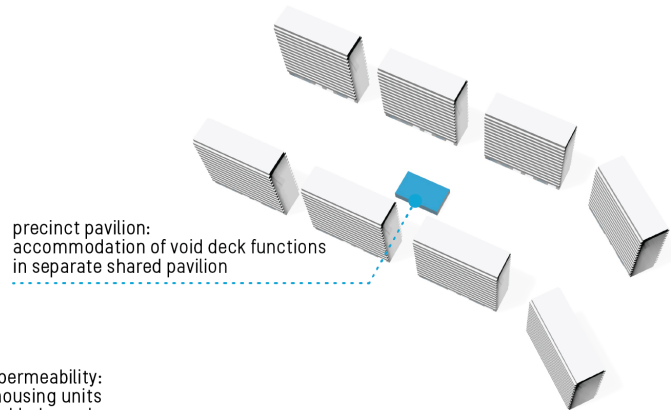 precinct pavilion:
accommodation of void deck functions
in separate shared pavilion
permeability:
housing units